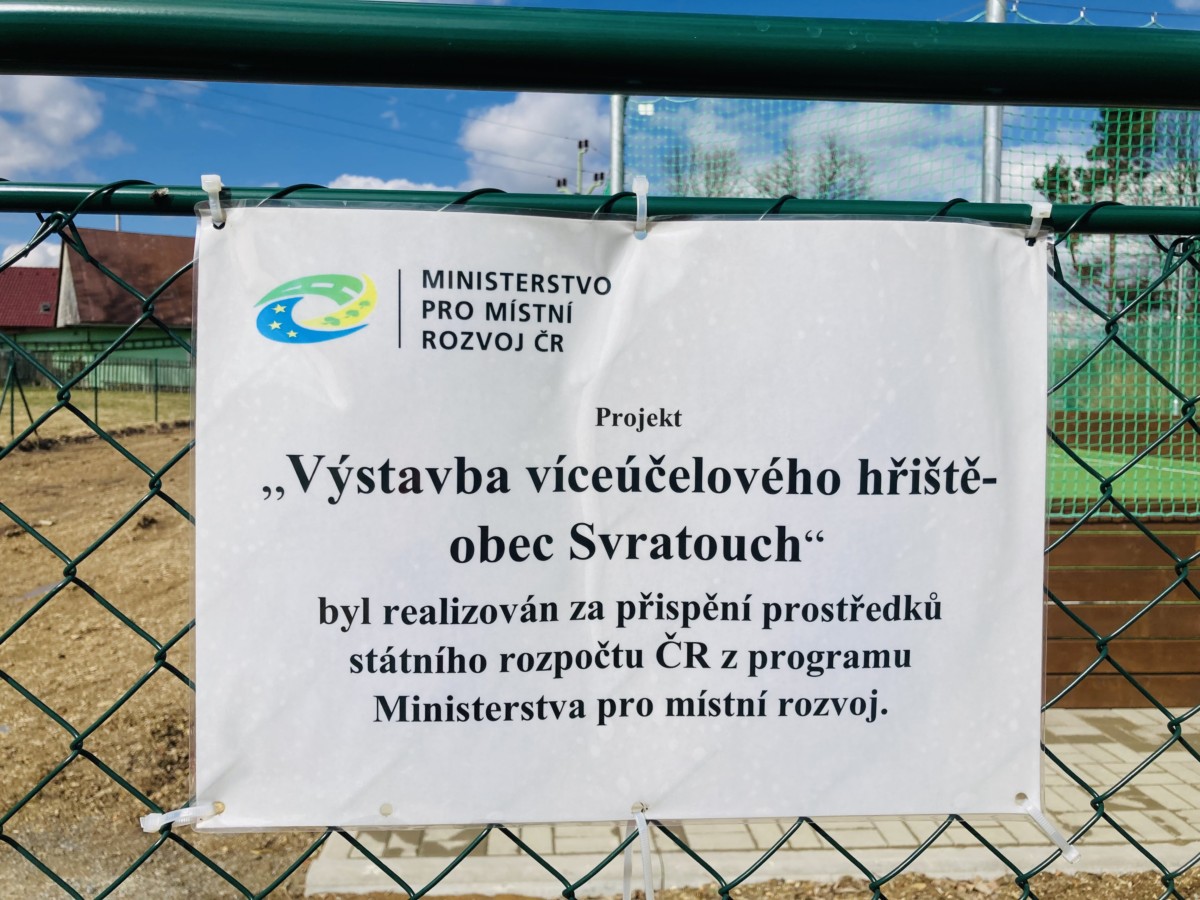 MINISTERSTVO
PRO MÍSTNÍ
ROZVOJ ČR
Projekt
„Výstavba víceúčelového hřiště-
obec Svratouch“
byl realizován za přispění prostředků
státního rozpočtu ČR z programu
Ministerstva pro místní rozvoj.